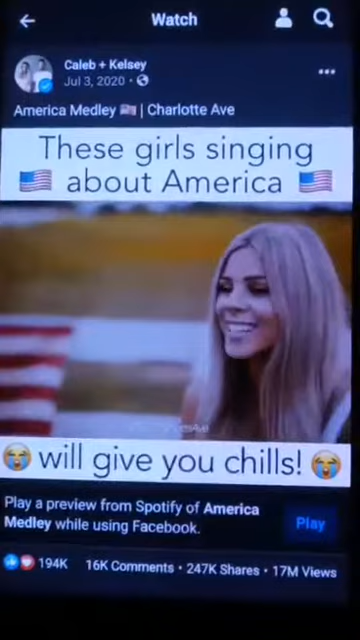 Watch
Caleb + Kelsey
Jul 3, 2020 ·
America Medley 🇺🇸 | Charlotte Ave
These girls singing
🇺🇸 about America 🇺🇸
😭 will give you chills! 😭
Play a preview from Spotify of America
Medley while using Facebook.
Play
194K 16K Comments • 247K Shares • 17M Views